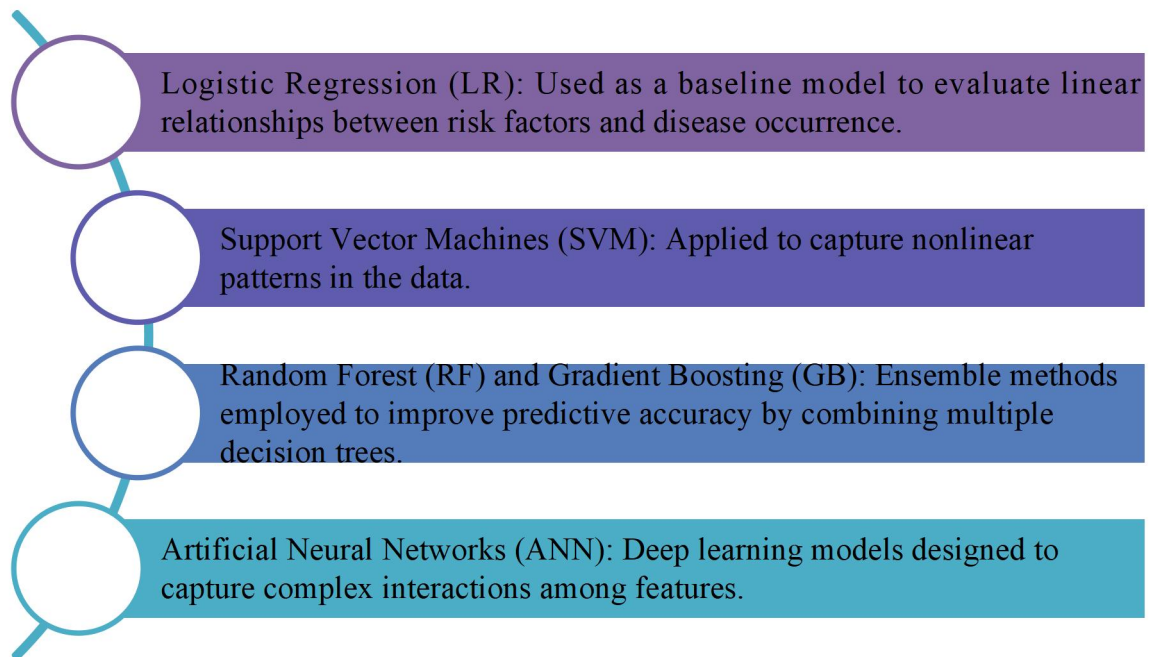 Logistic Regression (LR): Used as a baseline model to evaluate linear
relationships between risk factors and disease occurrence.
Support Vector Machines (SVM): Applied to capture nonlinear
patterns in the data.
Random Forest (RF) and Gradient Boosting (GB): Ensemble methods
employed to improve predictive accuracy by combining multiple
decision trees.
Artificial Neural Networks (ANN): Deep learning models designed to
capture complex interactions among features.